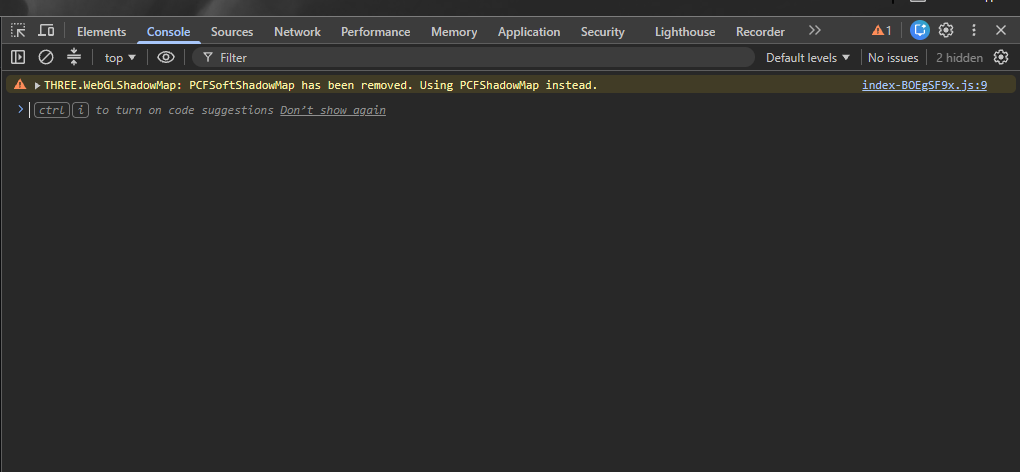 Elements Console Sources Network Performance Memory Application Security Lighthouse Recorder 1
top Filter Default levels No issues 2 hidden
THREE.WebGLShadowMap: PCFSoftShadowMap has been removed. Using PCFShadowMap instead. index-BOEgSF9x.js:9
ctrl i to turn on code suggestions Don't show again